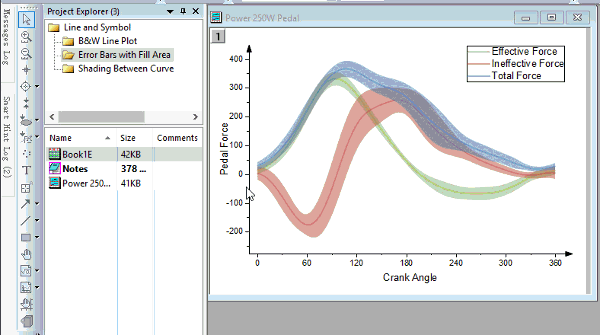 Messages Log
Smart Hint Log (2)
Project Explorer (3)
Line and Symbol
B&W Line Plot
Error Bars with Fill Area
Shading Between Curve
Name Size Comments
Book1E 42KB
Notes 378 ...
Power 250... 41KB
Power 250W Pedal
1
Effective Force
Ineffective Force
Total Force
400
300
200
100
0
-100
-200
Pedal Force
0 60 120 180 240 300 360
Crank Angle